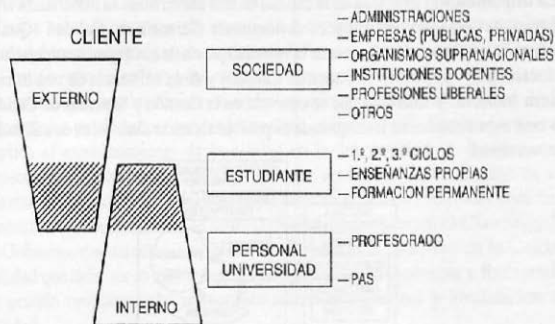 CLIENTE
EXTERNO
INTERNO
SOCIEDAD
ADMINISTRACIONES
EMPRESAS (PUBLICAS, PRIVADAS)
ORGANISMOS SUPRANACIONALES
INSTITUCIONES DOCENTES
PROFESIONES LIBERALES
OTROS
ESTUDIANTE
1.º, 2.º, 3.º CICLOS
ENSEÑANZAS PROPIAS
FORMACION PERMANENTE
PERSONAL
UNIVERSIDAD
PROFESORADO
PAS